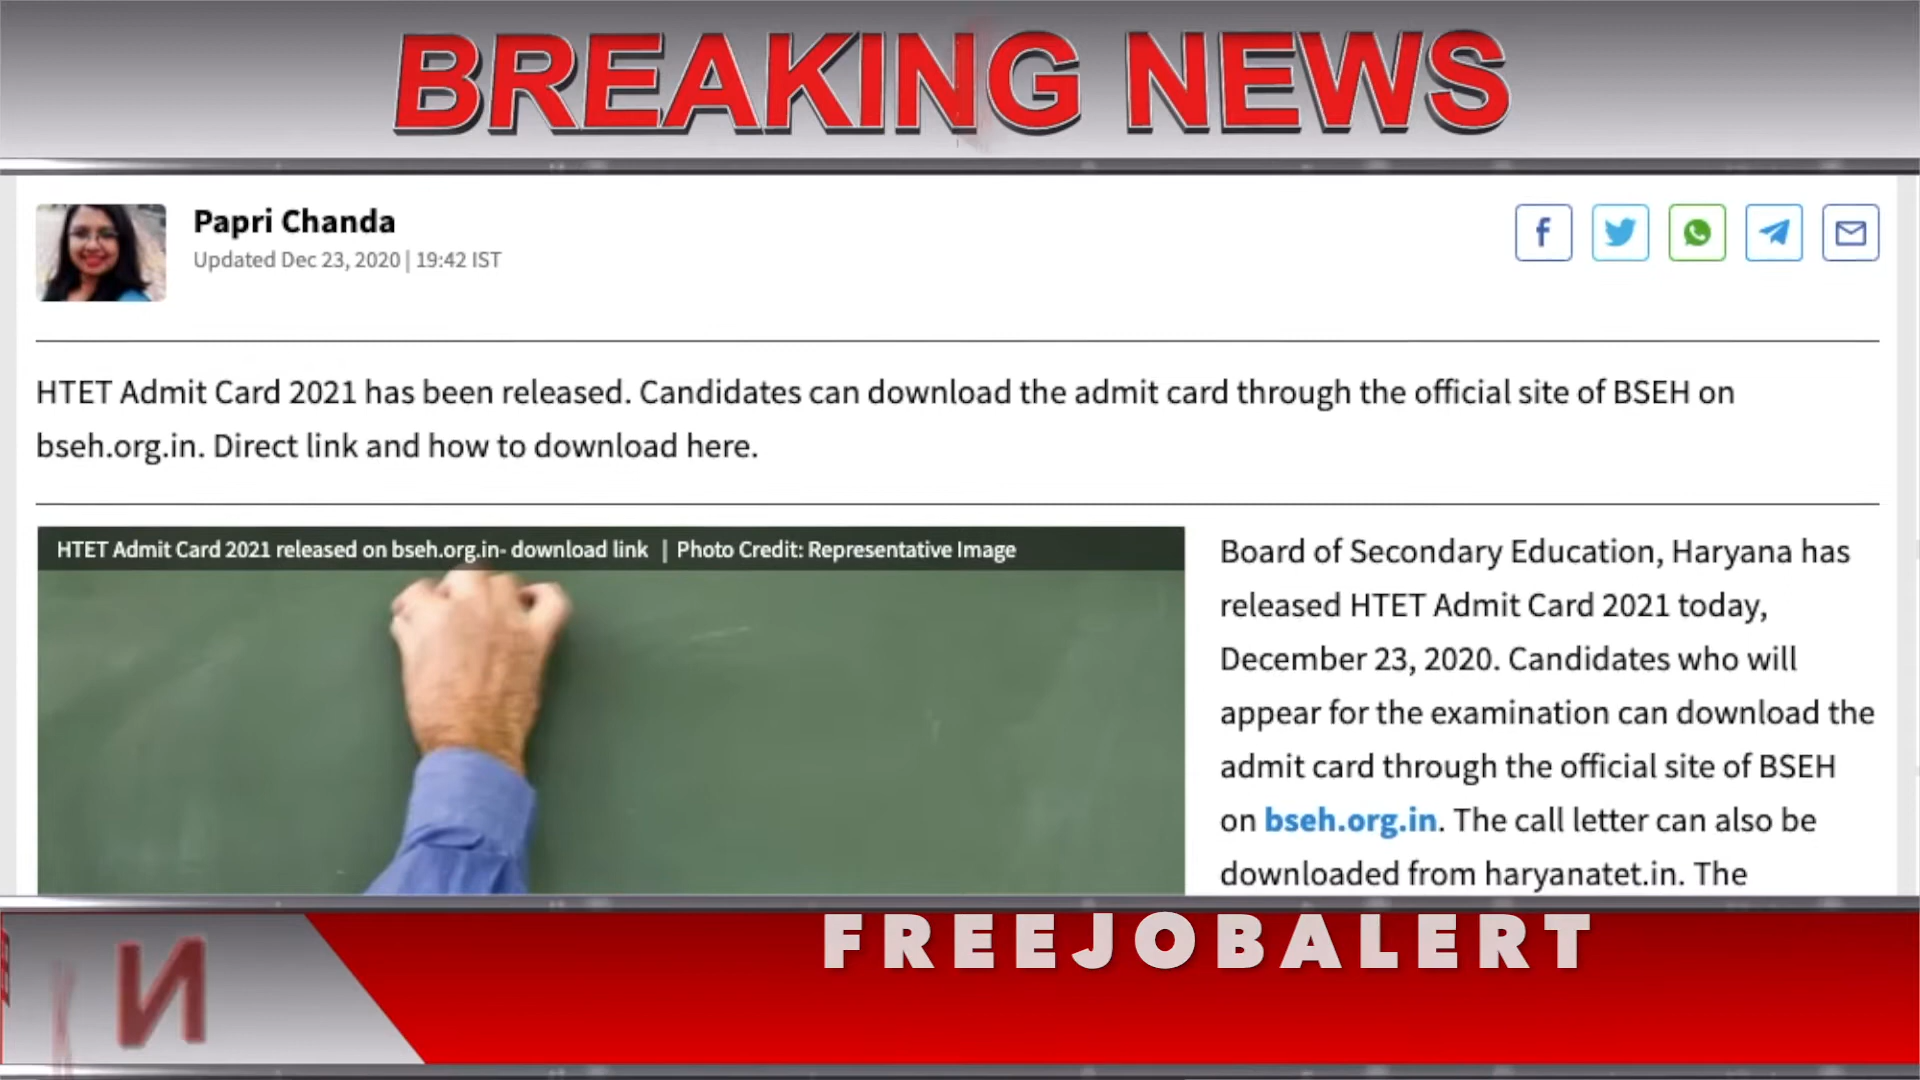 BREAKING NEWS
Papri Chanda
Updated Dec 23, 2020 | 19:42 IST
HTET Admit Card 2021 has been released. Candidates can download the admit card through the official site of BSEH on
bseh.org.in. Direct link and how to download here.
HTET Admit Card 2021 released on bseh.org.in- download link | Photo Credit: Representative Image
Board of Secondary Education, Haryana has
released HTET Admit Card 2021 today,
December 23, 2020. Candidates who will
appear for the examination can download the
admit card through the official site of BSEH
on bseh.org.in. The call letter can also be
downloaded from haryanatet.in. The
FREEJOBALERT